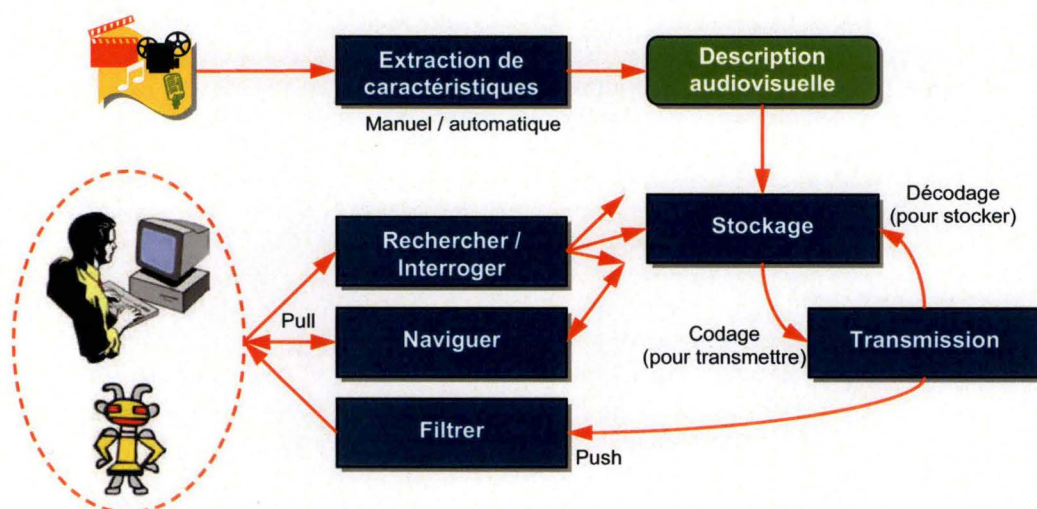 Extraction de
caractéristiques
Manuel / automatique
Description
audiovisuelle
Stockage
Décodage
(pour stocker)
Rechercher /
Interroger
Pull
Naviguer
Codage
(pour transmettre)
Transmission
Filtrer
Push